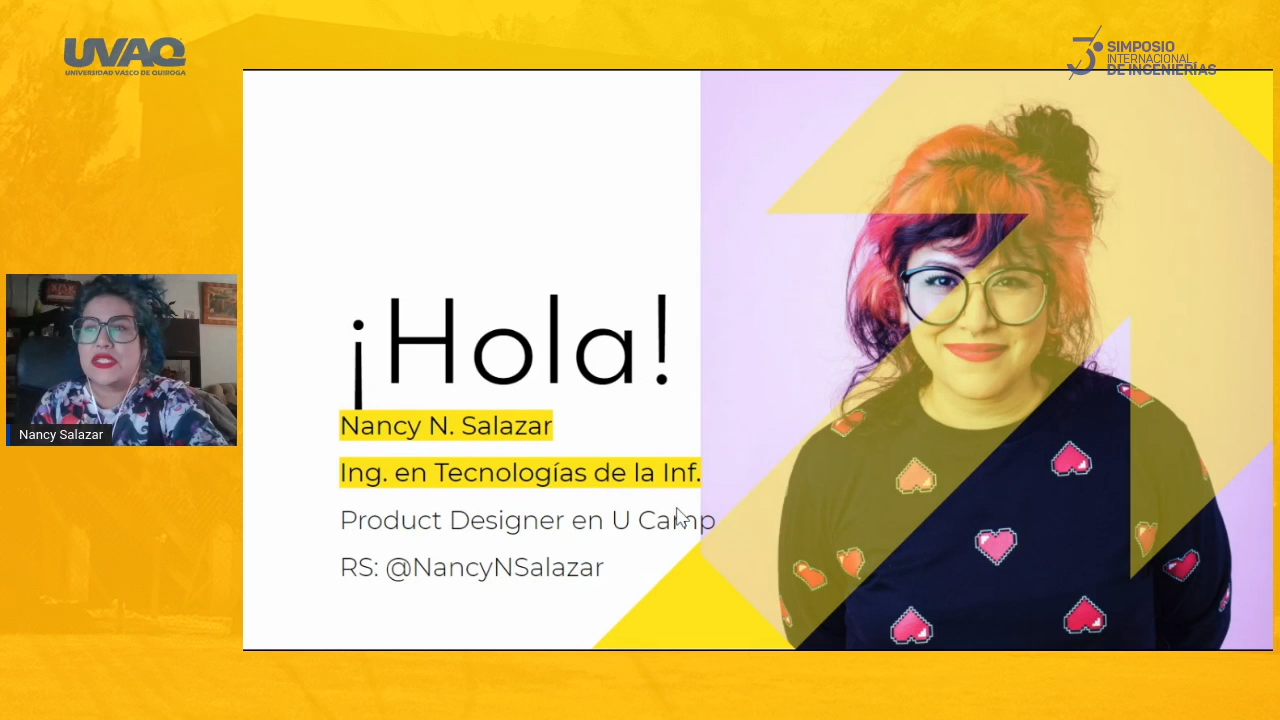 UVAQ
UNIVERSIDAD VASCO DE QUIROGA
3
SIMPOSIO
INTERNACIONAL
DE INGENIERÍAS
¡Hola!
Nancy N. Salazar
Ing. en Tecnologías de la Inf.
Product Designer en U Camp
RS: @NancyNSalazar
Nancy Salazar